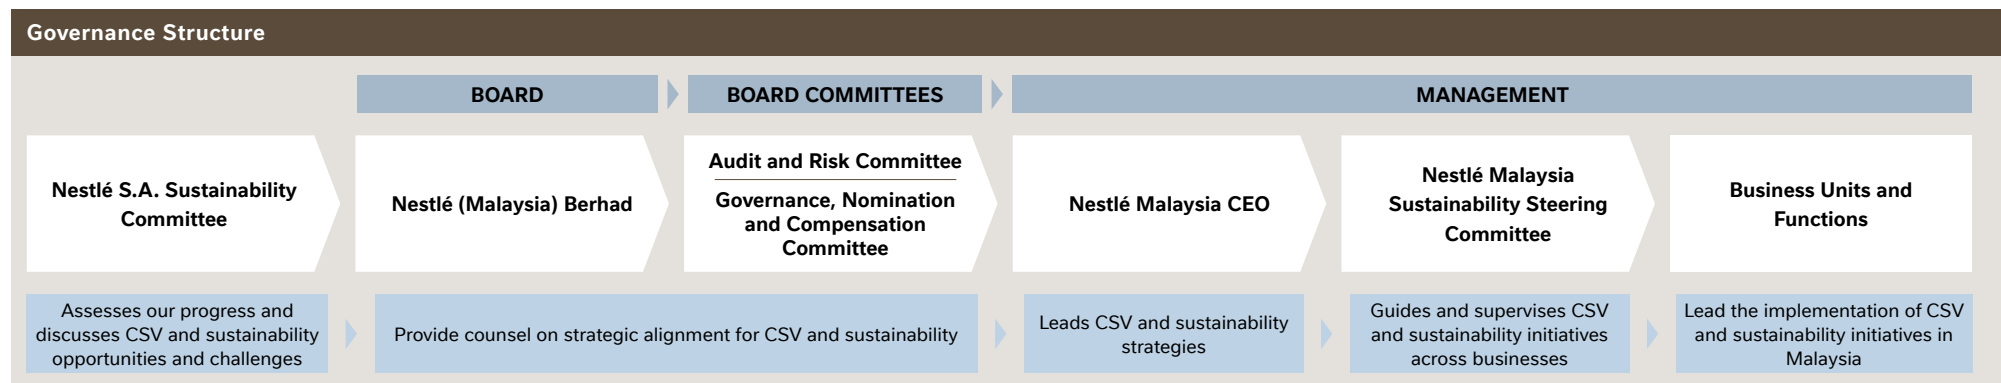 Governance Structure
BOARD
BOARD COMMITTEES
MANAGEMENT
Nestlé S.A. Sustainability
Committee
Nestlé (Malaysia) Berhad
Audit and Risk Committee
Governance, Nomination
and Compensation
Committee
Nestlé Malaysia CEO
Nestlé Malaysia
Sustainability Steering
Committee
Business Units and
Functions
Assesses our progress and
discusses CSV and sustainability
opportunities and challenges
Provide counsel on strategic alignment for CSV and sustainability
Leads CSV and sustainability
strategies
Guides and supervises CSV
and sustainability initiatives
across businesses
Lead the implementation of CSV
and sustainability initiatives in
Malaysia